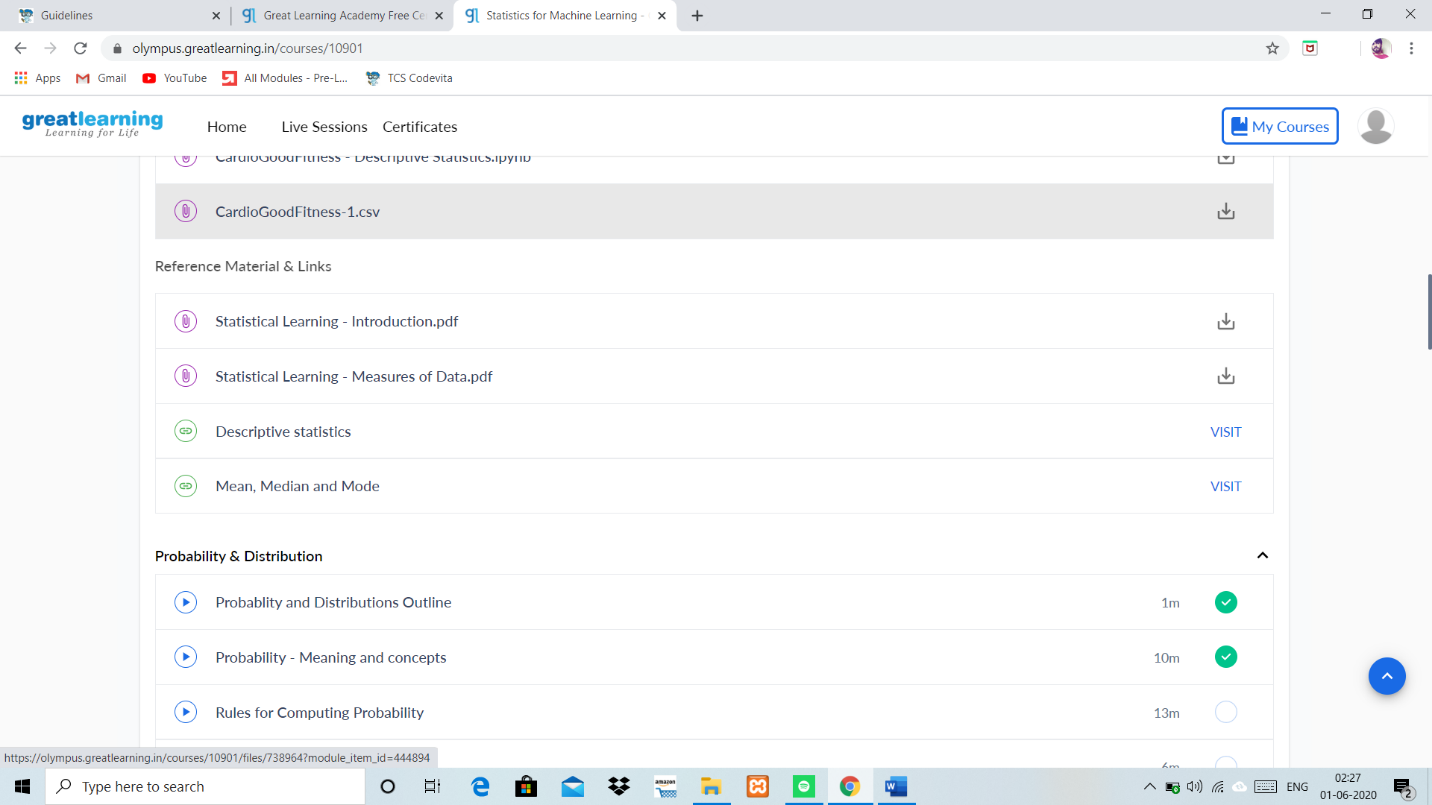 Guidelines
Great Learning Academy Free Ce
Statistics for Machine Learning -
olympus.greatlearning.in/courses/10901
Apps
Gmail
YouTube
All Modules - Pre-L...
TCS Codevita
greatlearning
Learning for Life
Home
Live Sessions
Certificates
My Courses
CardioGoodFitness - Descriptive Statistics.ipynb
CardioGoodFitness-1.csv
Reference Material & Links
Statistical Learning - Introduction.pdf
Statistical Learning - Measures of Data.pdf
Descriptive statistics VISIT
Mean, Median and Mode VISIT
Probability & Distribution
Probablity and Distributions Outline 1m
Probability - Meaning and concepts 10m
Rules for Computing Probability 13m
6m
https://olympus.greatlearning.in/courses/10901/files/738964?module_item_id=444894
Type here to search
amazon
W
ENG
02:27
01-06-2020
2